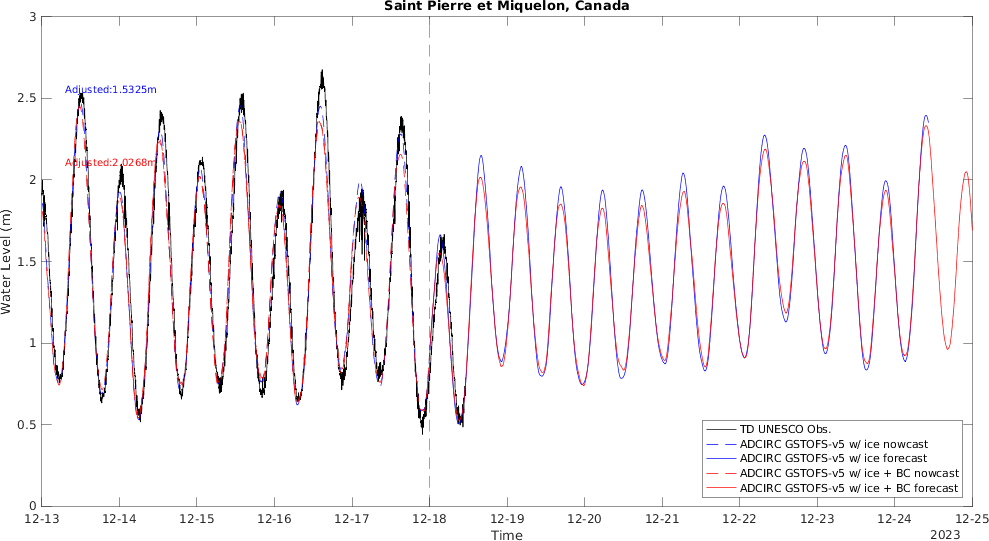 Saint Pierre et Miquelon, Canada
3
Adjusted:1.5325m
2.5
Adjusted:2.0268m
2
Water Level (m)
1.5
1
0.5
TD UNESCO Obs.
ADCIRC GSTOFS-v5 w/ ice nowcast
ADCIRC GSTOFS-v5 w/ ice forecast
ADCIRC GSTOFS-v5 w/ ice + BC nowcast
ADCIRC GSTOFS-v5 w/ ice + BC forecast
0
12-13 12-14 12-15 12-16 12-17 12-18 12-19 12-20 12-21 12-22 12-23 12-24 12-25
Time
2023